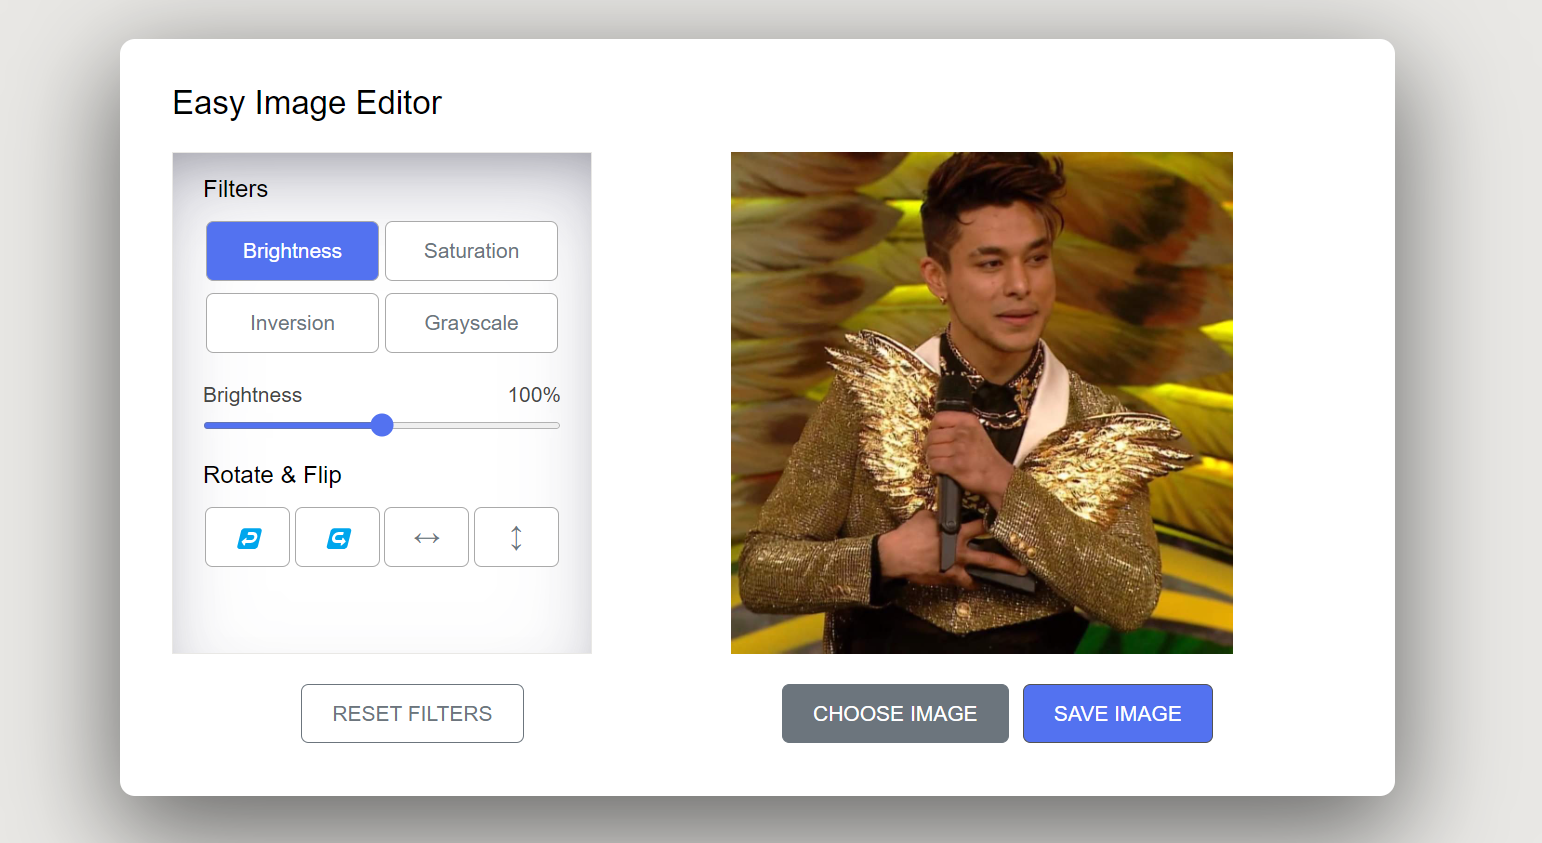 Easy Image Editor
Filters
Brightness
Saturation
Inversion
Grayscale
Brightness 100%
Rotate & Flip
RESET FILTERS
CHOOSE IMAGE
SAVE IMAGE